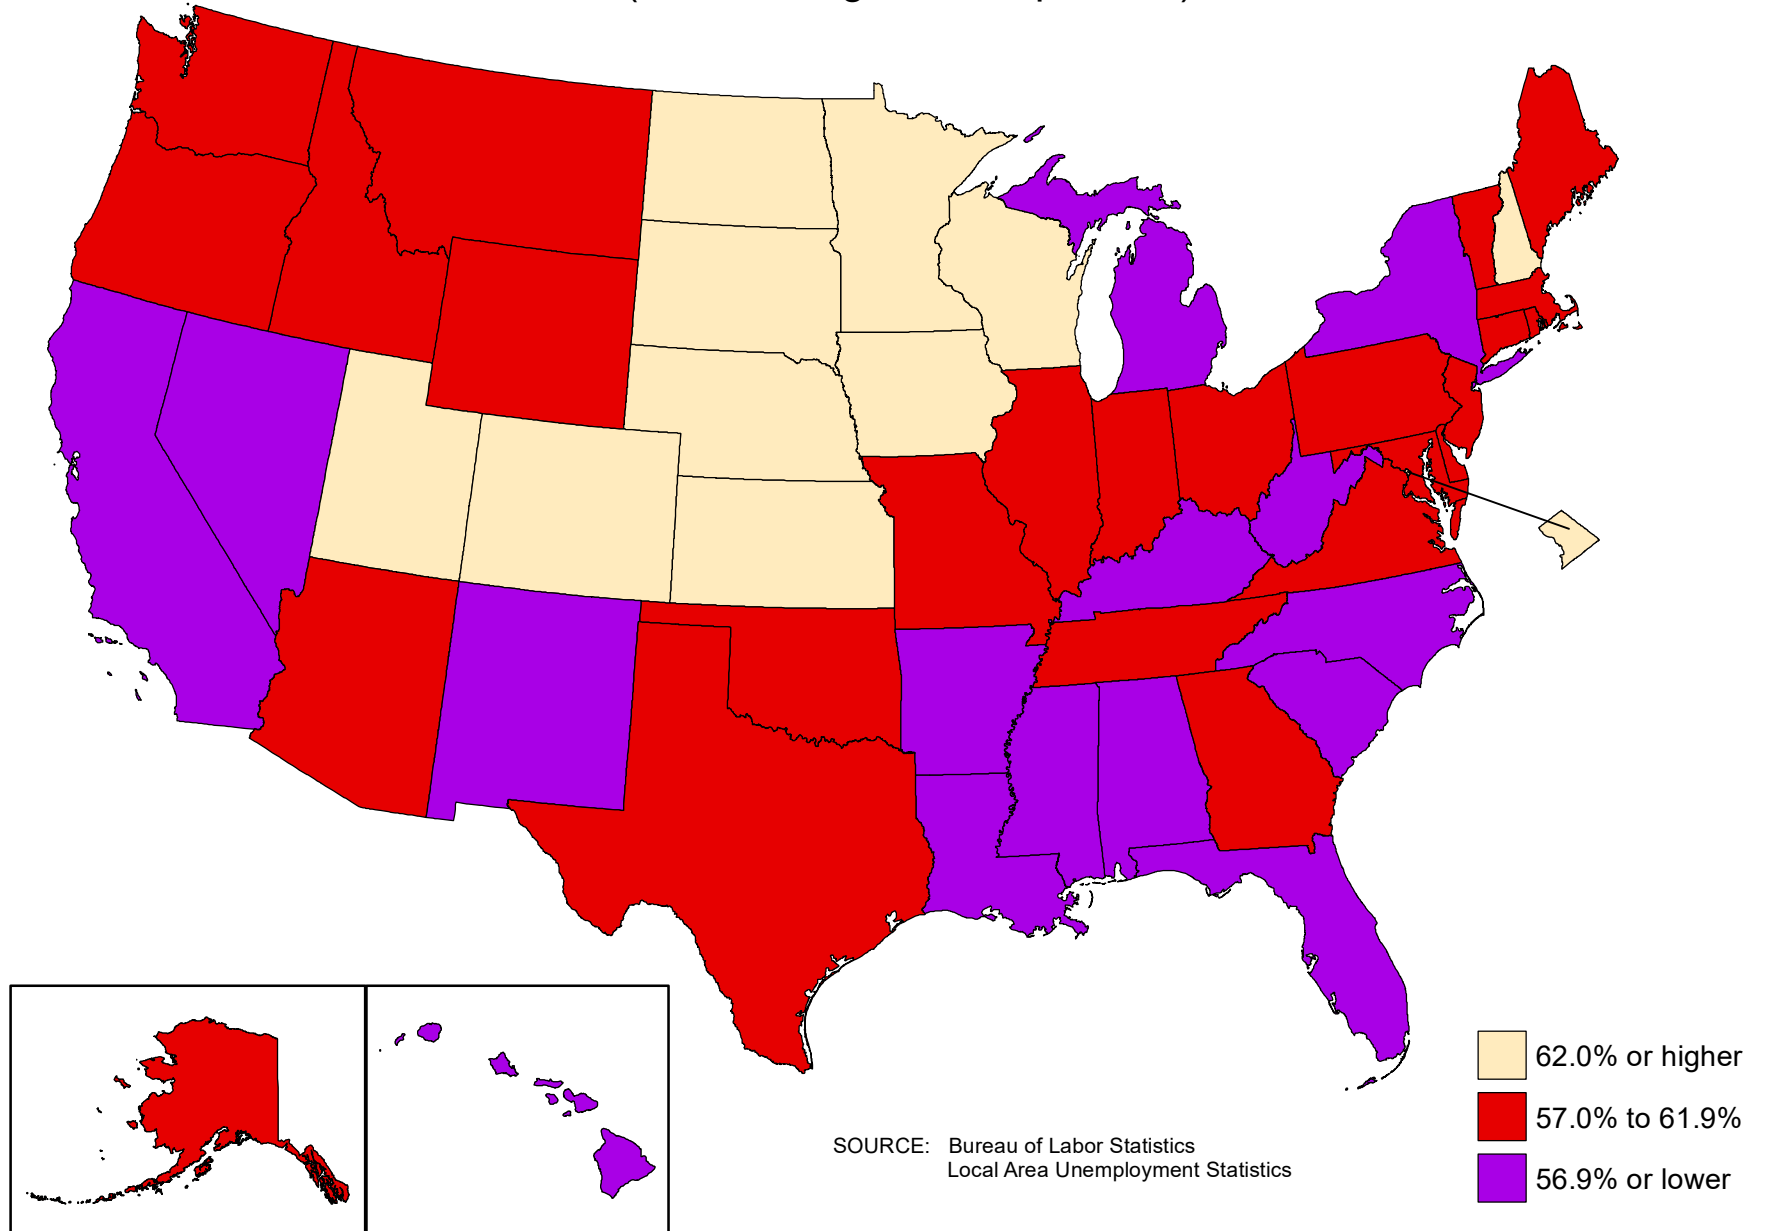 62.0% or higher
57.0% to 61.9%
56.9% or lower
SOURCE: Bureau of Labor Statistics
Local Area Unemployment Statistics